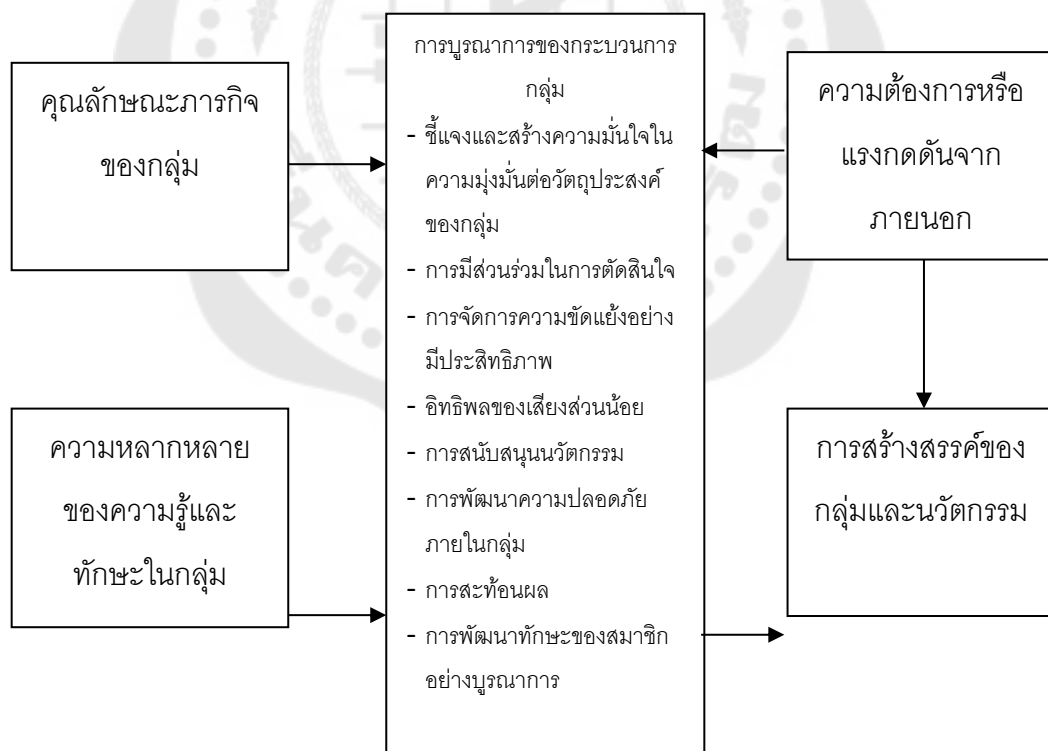 คุณลักษณะภารกิจ
ของกลุ่ม
ความหลากหลาย
ของความรู้และ
ทักษะในกลุ่ม
การบูรณาการของกระบวนการ
กลุ่ม
- ชี้แจงและสร้างความมั่นใจใน
ความมุ่งมั่นต่อวัตถุประสงค์
ของกลุ่ม
- การมีส่วนร่วมในการตัดสินใจ
- การจัดการความขัดแย้งอย่าง
มีประสิทธิภาพ
- อิทธิพลของเสียงส่วนน้อย
- การสนับสนุนนวัตกรรม
- การพัฒนาความปลอดภัย
ภายในกลุ่ม
- การสะท้อนผล
- การพัฒนาทักษะของสมาชิก
อย่างบูรณาการ
ความต้องการหรือ
แรงกดดันจาก
ภายนอก
การสร้างสรรค์ของ
กลุ่มและนวัตกรรม